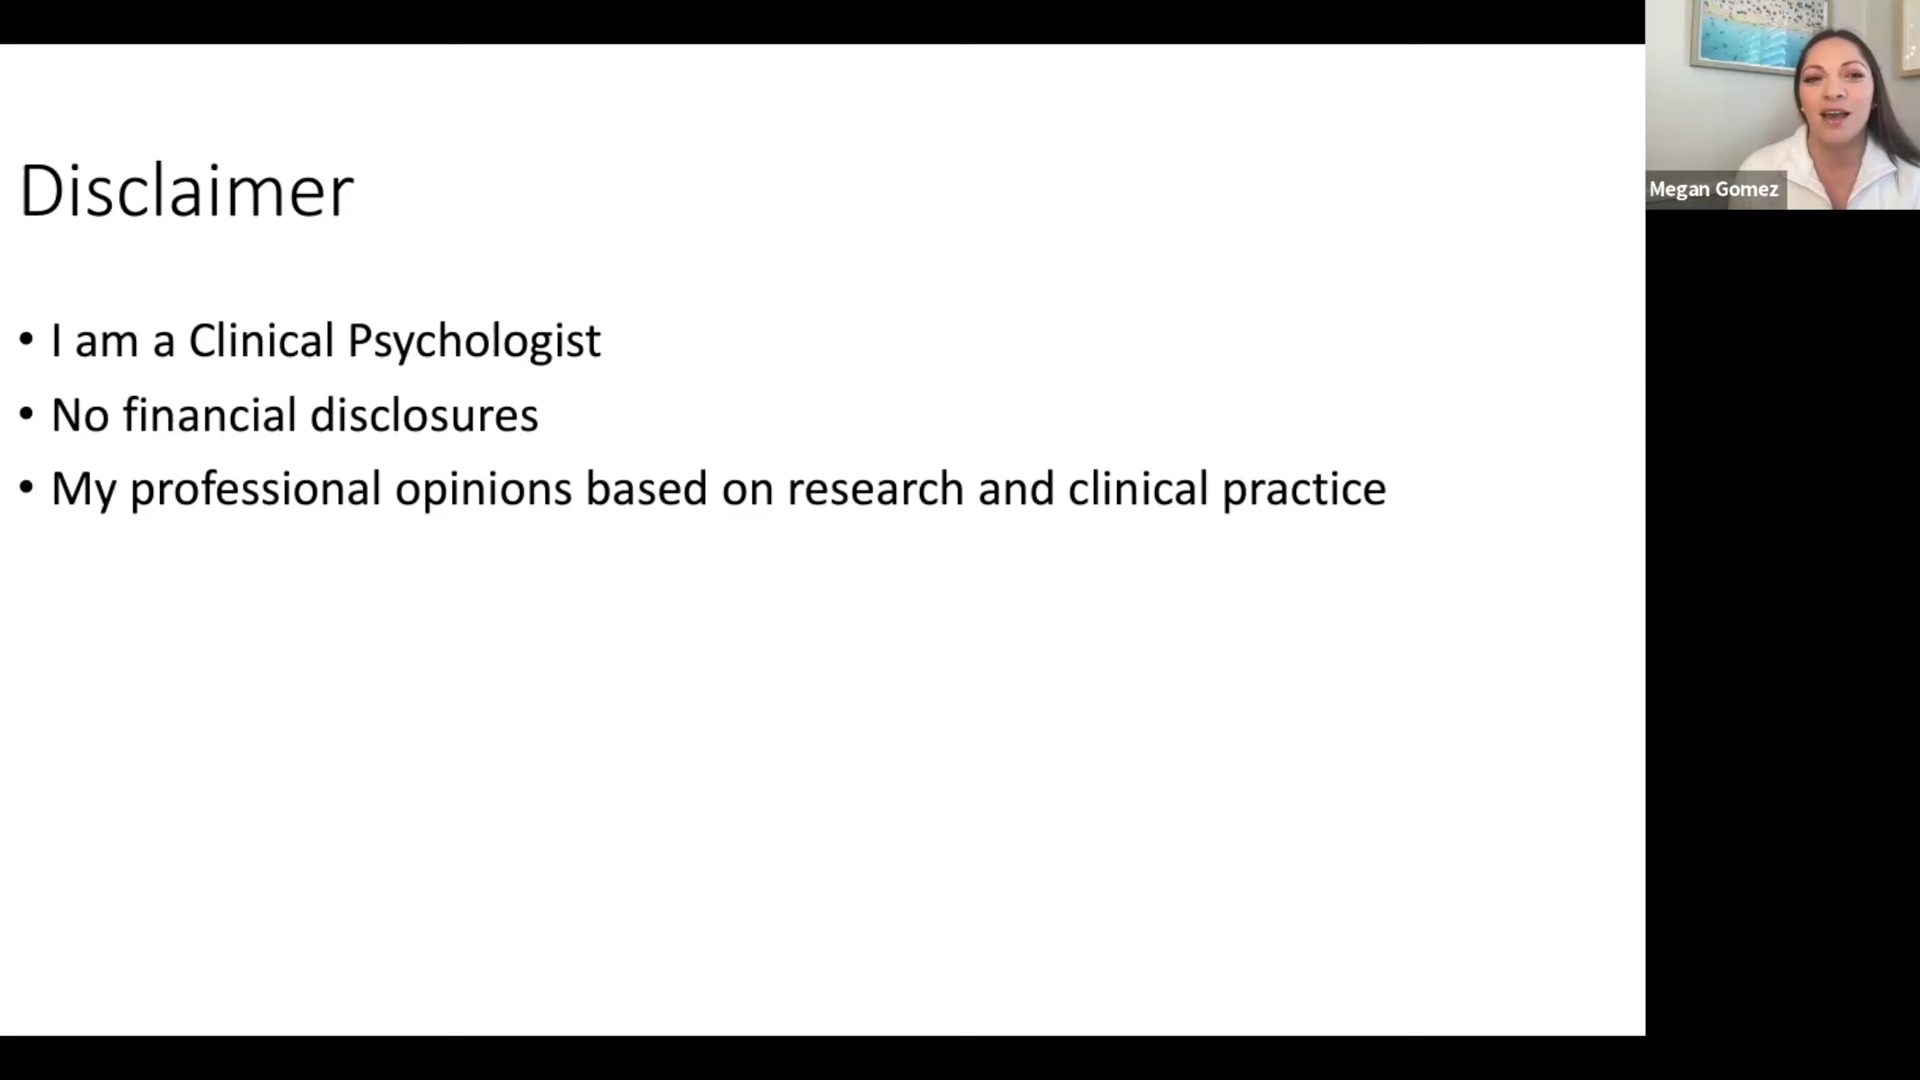 Disclaimer
• I am a Clinical Psychologist
• No financial disclosures
• My professional opinions based on research and clinical practice
Megan Gomez